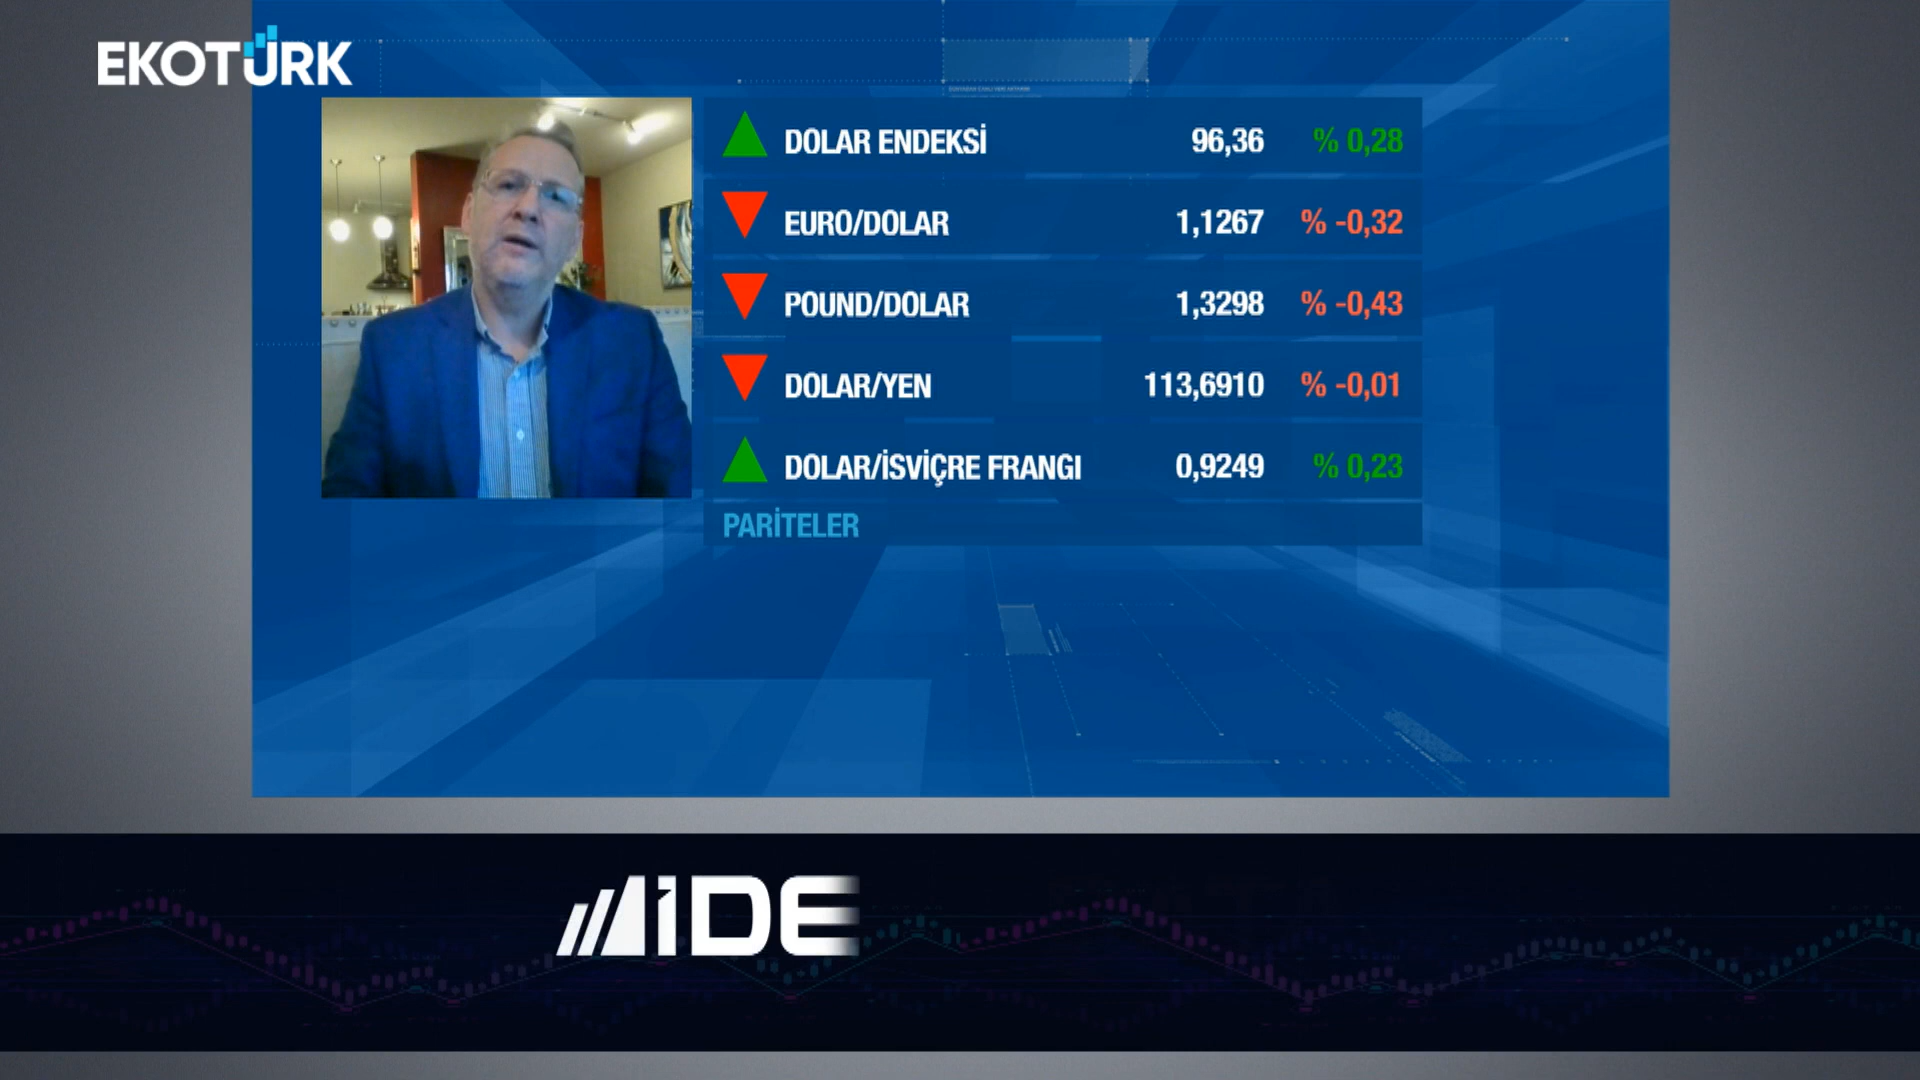 EKOTÜRK
DOLAR ENDEKSİ 96,36 % 0,28
EURO/DOLAR 1,1267 % -0,32
POUND/DOLAR 1,3298 % -0,43
DOLAR/YEN 113,6910 % -0,01
DOLAR/İSVİÇRE FRANGI 0,9249 % 0,23
PARİTELER
IDE